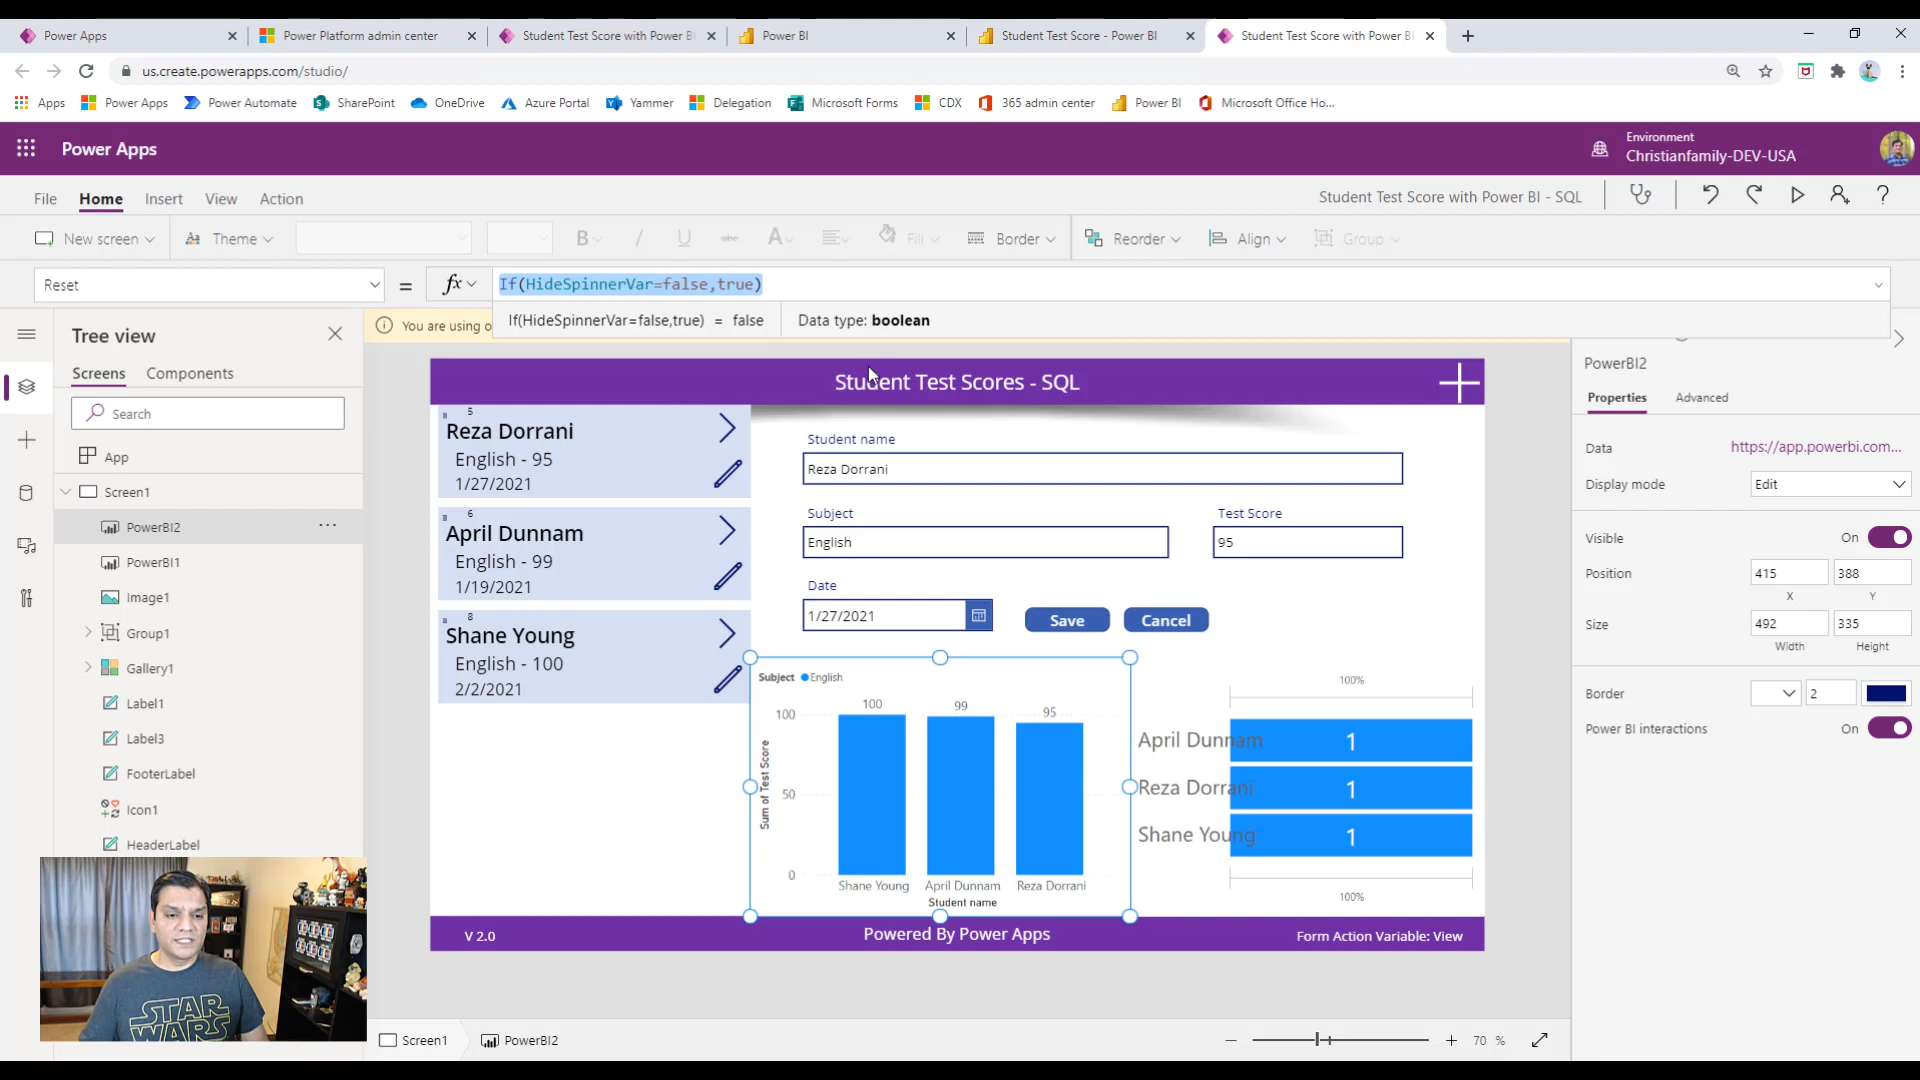 Power Apps
Power Platform admin center
Student Test Score with Power B
Power BI
Student Test Score - Power BI
Student Test Score with Power B
us.create.powerapps.com/studio/
Apps Power Apps Power Automate SharePoint OneDrive Azure Portal Yammer Delegation Microsoft Forms CDX 365 admin center Power BI Microsoft Office Ho...
Power Apps
Environment
Christianfamily-DEV-USA
File Home Insert View Action
Student Test Score with Power BI - SQL
New screen Theme B / U abc A Fill Border Reorder Align Group
Reset = fx If(HideSpinnerVar=false,true)
If(HideSpinnerVar=false,true) = false Data type: boolean
You are using o
Tree view
Screens Components
Search
App
Screen1
PowerBI2
PowerBI1
Image1
Group1
Gallery1
Label1
Label3
FooterLabel
Icon1
HeaderLabel
Student Test Scores - SQL
5
Reza Dorrani
English - 95
1/27/2021
6
April Dunnam
English - 99
1/19/2021
8
Shane Young
English - 100
2/2/2021
Student name
Reza Dorrani
Subject
English
Test Score
95
Date
1/27/2021
Save Cancel
Subject English
100
50
0
Sum of Test Score
100 99 95
Shane Young April Dunnam Reza Dorrani
Student name
100%
April Dunnam 1
Reza Dorrani 1
Shane Young 1
100%
V 2.0
Powered By Power Apps
Form Action Variable: View
PowerBI2
Properties Advanced
Data https://app.powerbi.com...
Display mode Edit
Visible On
Position 415 388
X Y
Size 492 335
Width Height
Border 2
Power BI interactions On
STAR
WARS
Screen1 PowerBI2
70 %